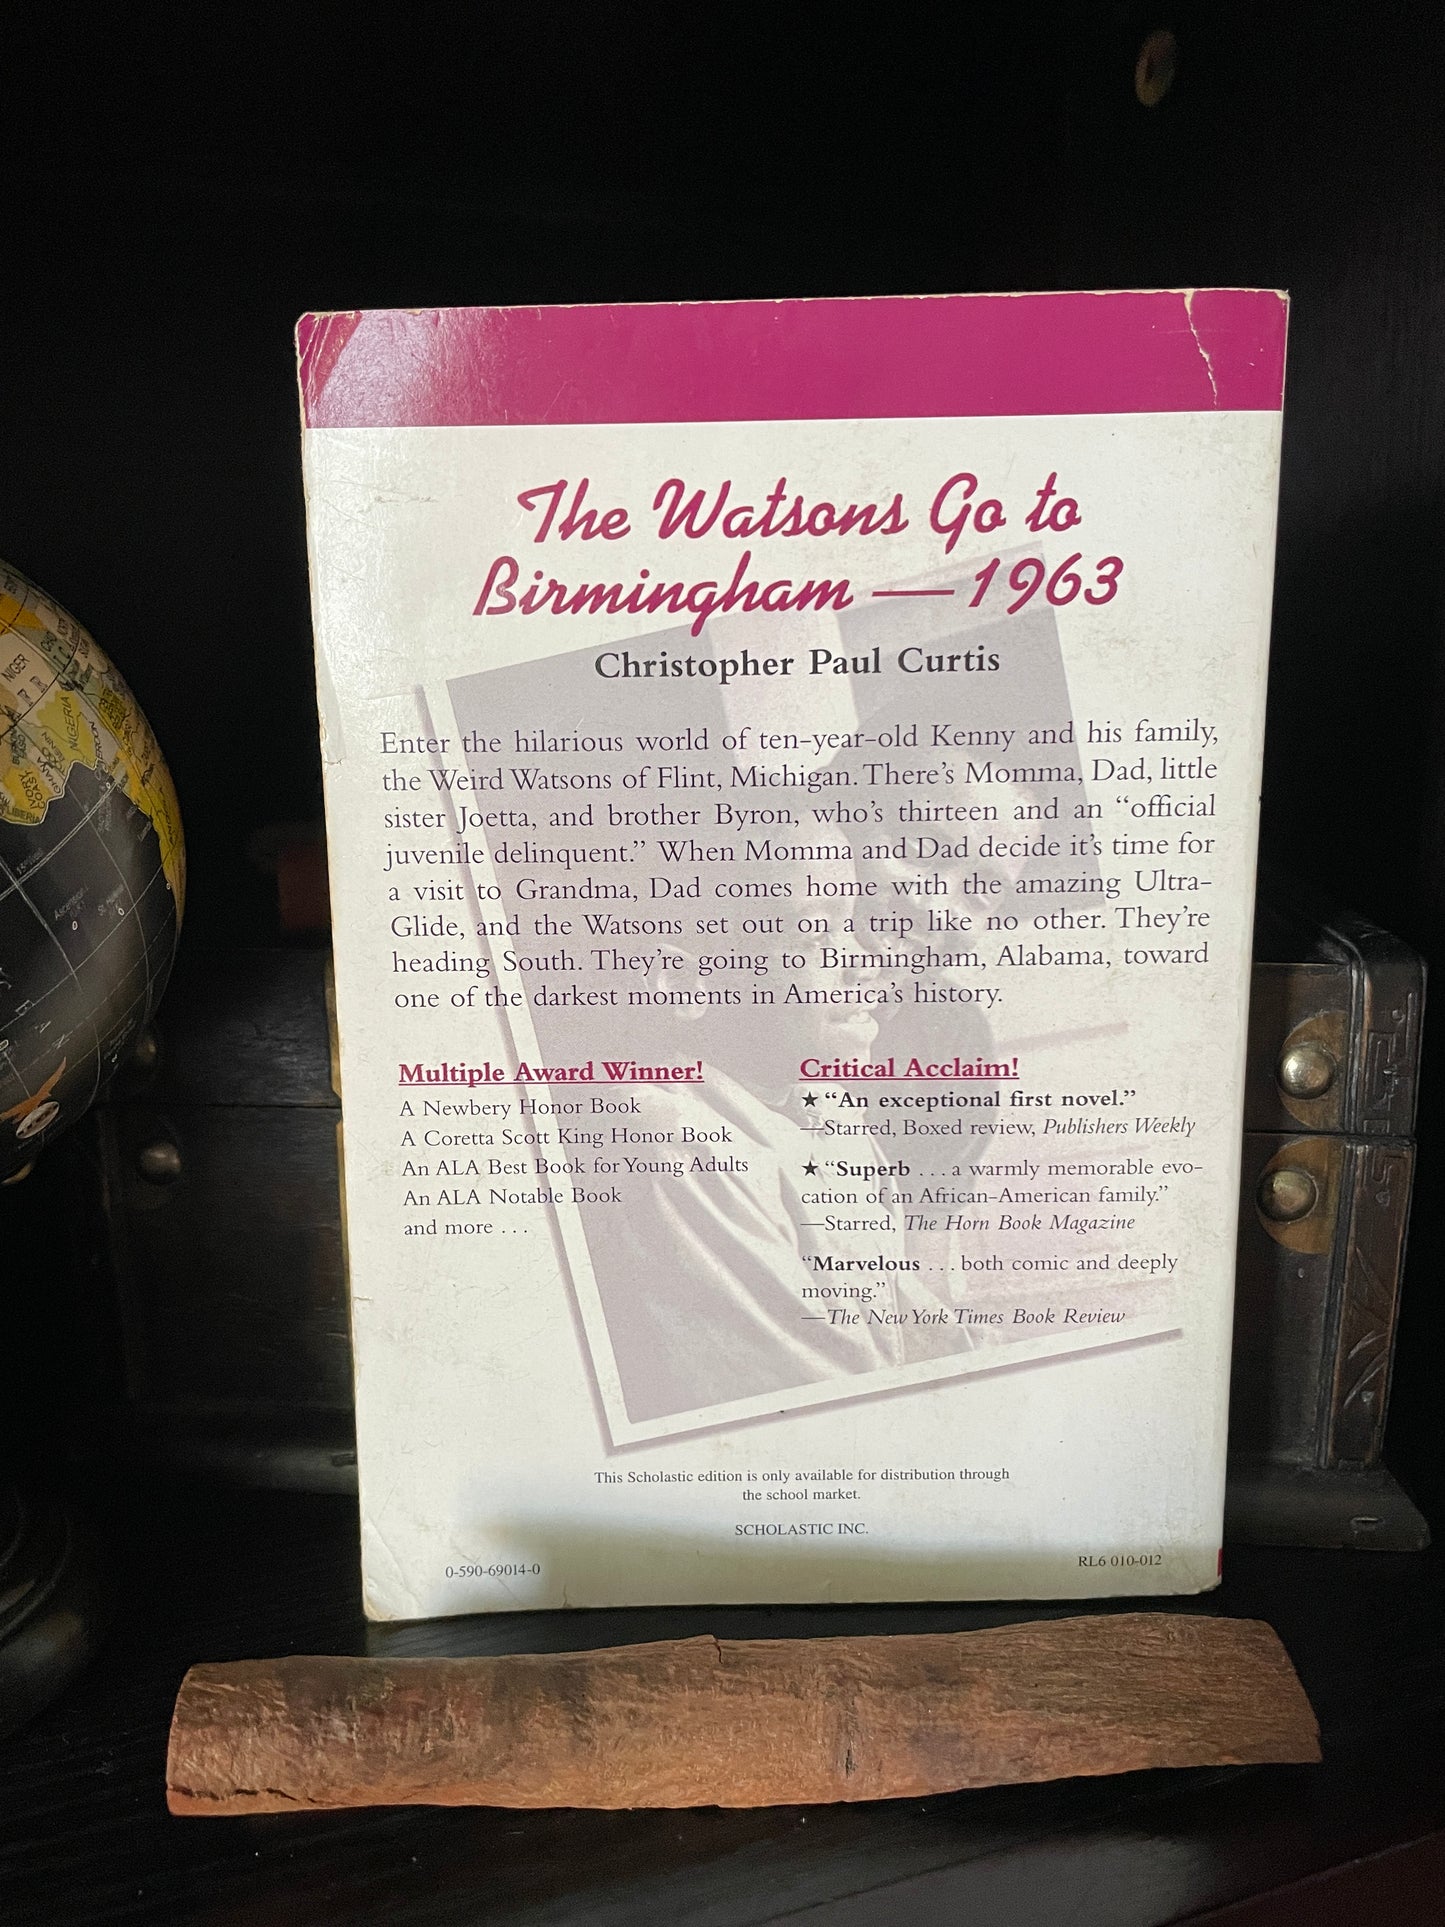 The Watsons Go to
Birmingham — 1963
Christopher Paul Curtis
Enter the hilarious world of ten-year-old Kenny and his family,
the Weird Watsons of Flint, Michigan. There's Momma, Dad, little
sister Joetta, and brother Byron, who's thirteen and an “official
juvenile delinquent.” When Momma and Dad decide it's time for
a visit to Grandma, Dad comes home with the amazing Ultra-
Glide, and the Watsons set out on a trip like no other. They're
heading South. They're going to Birmingham, Alabama, toward
one of the darkest moments in America's history.
Multiple Award Winner!
A Newbery Honor Book
A Coretta Scott King Honor Book
An ALA Best Book for Young Adults
An ALA Notable Book
and more . . .
Critical Acclaim!
★ “An exceptional first novel.”
—Starred, Boxed review, Publishers Weekly
★ “Superb . . . a warmly memorable evo-
cation of an African-American family.”
—Starred, The Horn Book Magazine
“Marvelous . . . both comic and deeply
moving.”
—The New York Times Book Review
This Scholastic edition is only available for distribution through
the school market.
SCHOLASTIC INC.
0-590-69014-0
RL6 010-012
NIGER
NIGERIA
BENIN
GHANA
IVORY
COAST
LIBERIA